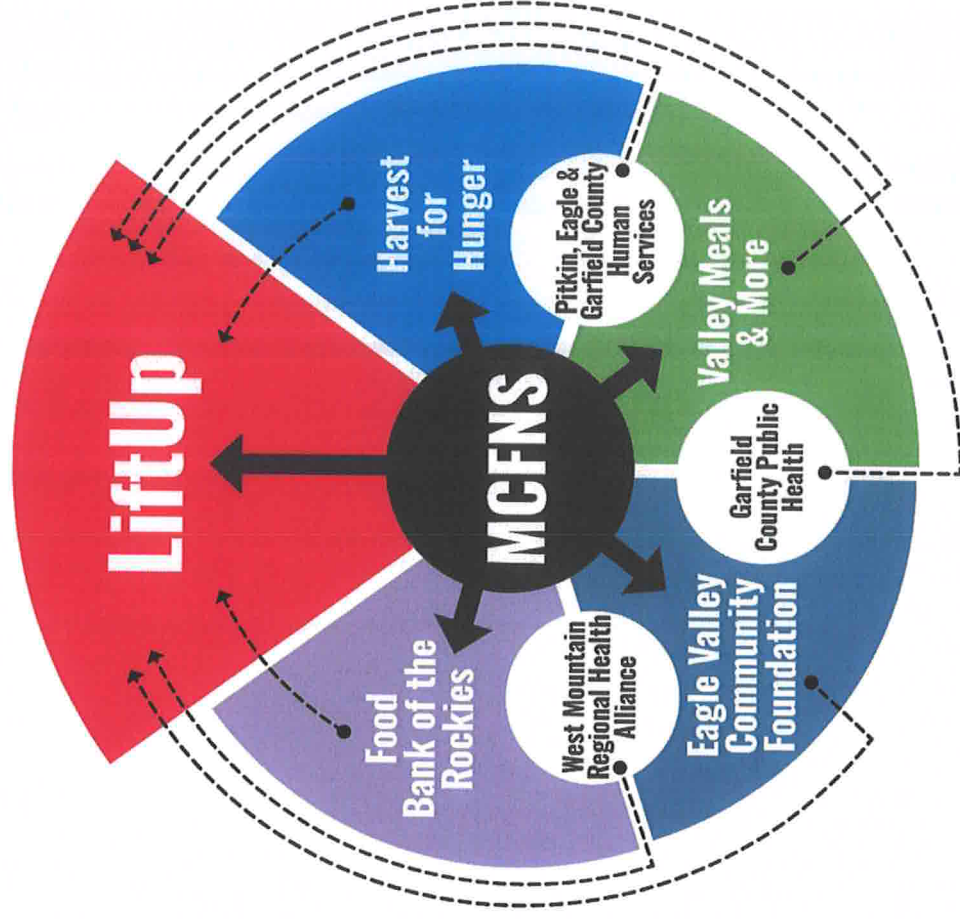 LiftUp
Harvest
for
Hunger
Pitkin, Eagle &
Garfield County
Human
Services
Valley Meals
& More
Garfield
County Public
Health
Eagle Valley
Community
Foundation
West Mountain
Regional Health
Alliance
Food
Bank of the
Rockies
MCFNS